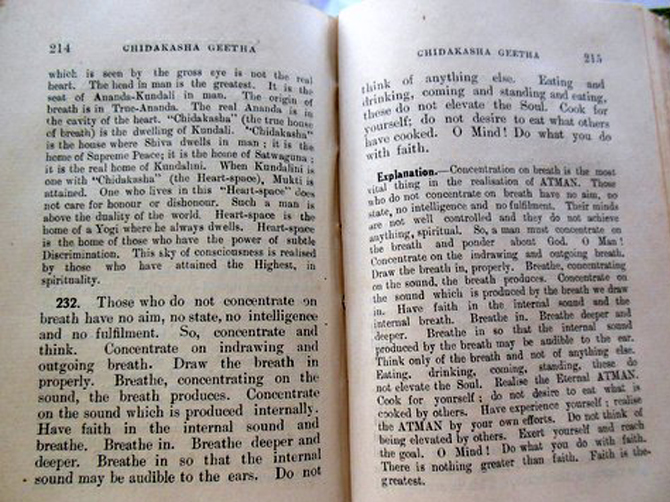 214 CHIDAKASHA GEETHA
which is seen by the gross eye is not the real
heart. The head in man is the greatest. It is the
seat of Ananda-Kundali in man. The origin of
breath is in True-Ananda. The real Ananda is in
the cavity of the heart. "Chidakasha" (the true house
of breath) is the dwelling of Kundali. "Chidakasha"
is the house where Shiva dwells in man ; it is the
home of Supreme Peace; it is the home of Satwaguna ;
it is the real home of Kundalini. When Kundalini is
one with "Chidakasha" (the Heart-space), Mukti is
attained. One who lives in this "Heart-space" does
not care for honour or dishonour. Such a man is
above the duality of the world. Heart-space is the
home of a Yogi where he always dwells. Heart-space
is the home of those who have the power of subtle
Discrimination. This sky of consciousness is realised
by those who have attained the Highest, in
spirituality.
232. Those who do not concentrate on
breath have no aim, no state, no intelligence
and no fulfilment. So, concentrate and
think. Concentrate on indrawing and
outgoing breath. Draw the breath in
properly. Breathe, concentrating on the
sound, the breath produces. Concentrate
on the sound which is produced internally.
Have faith in the internal sound and
breathe. Breathe in. Breathe deeper and
deeper. Breathe in so that the internal
sound may be audible to the ears. Do not
CHIDAKASHA GEETHA 215
think of anything else. Eating and
drinking, coming and standing and eating,
these do not elevate the Soul. Cook for
yourself; do not desire to eat what others
have cooked. O Mind! Do what you do
with faith.
Explanation.—Concentration on breath is the most
vital thing in the realisation of ATMAN. Those
who do not concentrate on breath have no aim, no
state, no intelligence and no fulfilment. Their minds
are not well controlled and they do not achieve
anything, spiritual. So, a man must concentrate on
the breath and ponder about God. O Man!
Concentrate on the indrawing and outgoing breath.
Draw the breath in, properly. Breathe, concentrating
on the sound, the breath produces. Concentrate on
the sound which is produced by the breath we draw
in. Have faith in the internal sound and the
internal breath. Breathe in. Breathe deeper and
deeper. Breathe in so that the internal sound
produced by the breath may be audible to the ear.
Think only of the breath and not of anything else.
Eating, drinking, coming, standing, these do
not elevate the Soul. Realise the Eternal ATMAN.
Cook for yourself ; do not desire to eat what is
cooked by others. Have experience yourself ; realise
the ATMAN by your own efforts. Do not think of
being elevated by others. Exert yourself and reach
the goal. O Mind! Do what you do with faith.
There is nothing greater than faith. Faith is the
greatest.